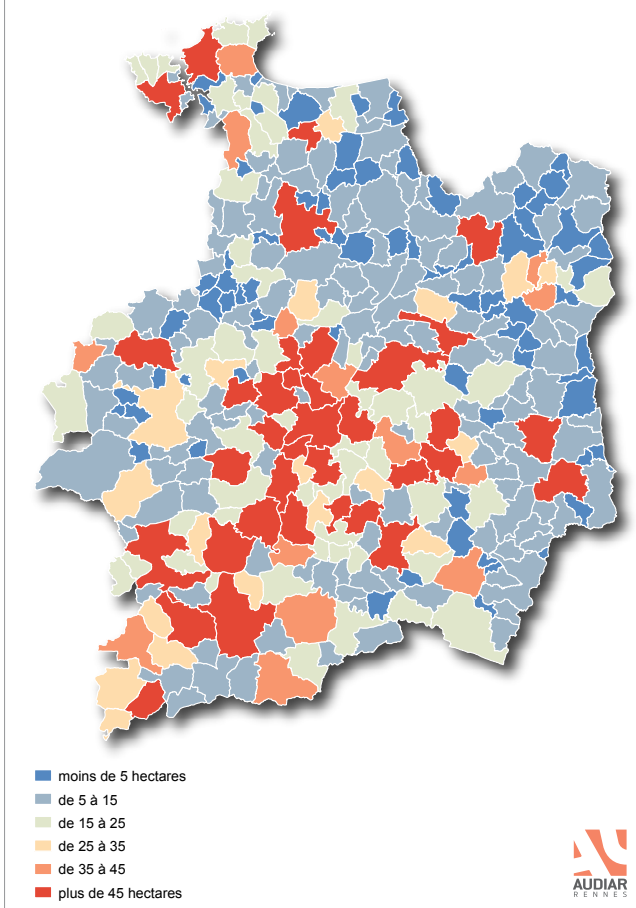 moins de 5 hectares
de 5 à 15
de 15 à 25
de 25 à 35
de 35 à 45
plus de 45 hectares
AUDIAR
RENNES